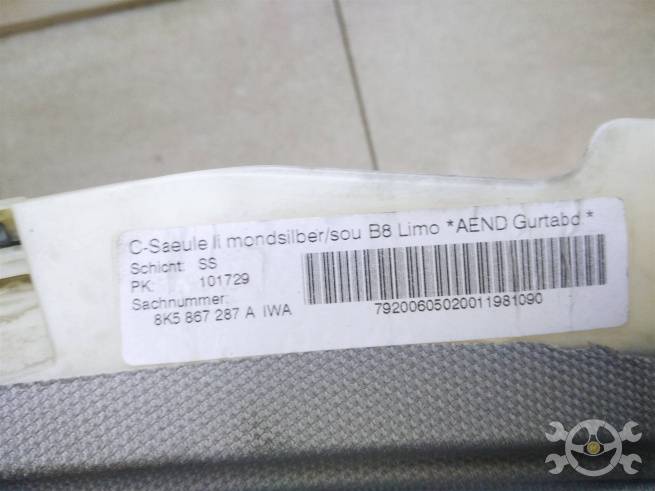 C-Saeule li mondsilber/sou B8 Limo *AEND Gurtabd.*
Schicht: SS
PK: 101729
Sachnummer:
8K5 867 287 A IWA
79200605020011981090